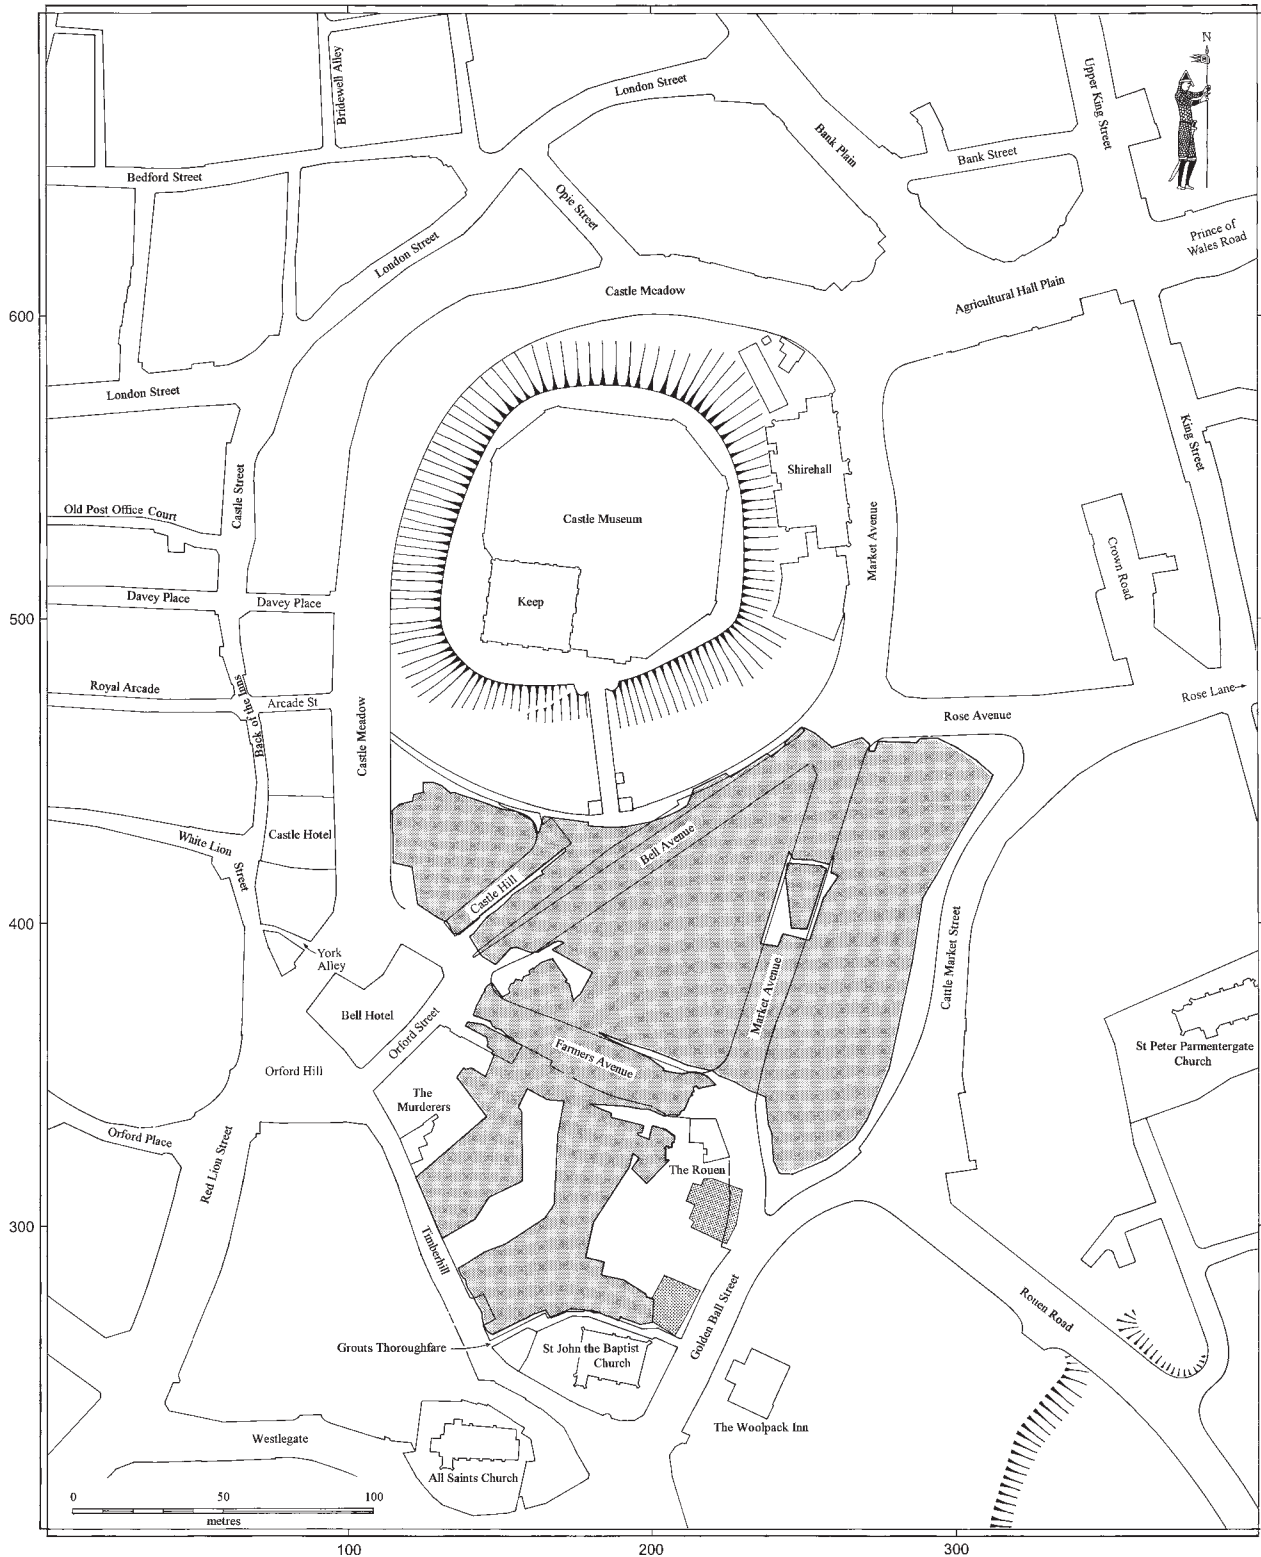 N
Bridewell Alley
London Street
Upper King Street
Bank Plain
Bank Street
Bedford Street
Opie Street
London Street
Prince of
Wales Road
Castle Meadow
Agricultural Hall Plain
600
London Street
King Street
Shirehall
Castle Street
Old Post Office Court
Castle Museum
Market Avenue
Crown Road
Davey Place
Davey Place
Keep
500
Royal Arcade
Back of the Inns
Arcade St
Rose Lane
Rose Avenue
Castle Meadow
White Lion
Street
Castle Hotel
Bell Avenue
Castle Hill
400
York
Alley
Cattle Market Street
Market Avenue
Bell Hotel
Orford Street
Farmers Avenue
St Peter Parmentergate
Church
Orford Hill
The
Murderers
Orford Place
Red Lion Street
The Rouen
300
Timberhill
Golden Ball Street
Rouen Road
Grouts Thoroughfare
St John the Baptist
Church
The Woolpack Inn
Westlegate
All Saints Church
0 50 100
metres
100 200 300